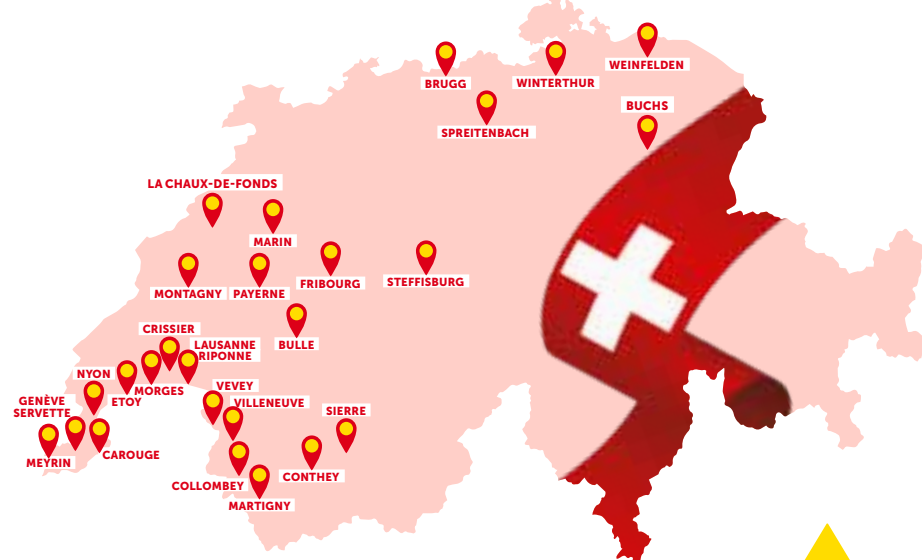 WEINFELDEN
BRUGG
WINTERTHUR
BUCHS
SPREITENBACH
LA CHAUX-DE-FONDS
MARIN
FRIBOURG
STEFFISBURG
MONTAGNY
PAYERNE
CRISSIER
LAUSANNE
RIPONNE
BULLE
NYON
MORGES
ETOY
VEVEY
GENÈVE
SERVETTE
VILLENEUVE
SIERRE
CAROUGE
MEYRIN
CONTHEY
COLLOMBEY
MARTIGNY